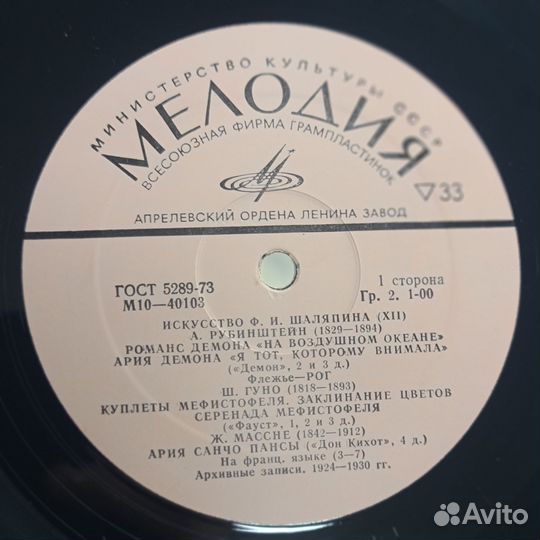 МИНИСТЕРСТВО КУЛЬТУРЫ СССР
МЕЛОДИЯ
ВСЕСОЮЗНАЯ ФИРМА ГРАМПЛАСТИНОК
▽33
АПРЕЛЕВСКИЙ ОРДЕНА ЛЕНИНА ЗАВОД
ГОСТ 5289-73
М10—40103
1 сторона
Гр. 2. 1-00
ИСКУССТВО Ф. И. ШАЛЯПИНА (XII)
А. РУБИНШТЕЙН (1829—1894)
РОМАНС ДЕМОНА «НА ВОЗДУШНОМ ОКЕАНЕ»
АРИЯ ДЕМОНА «Я ТОТ, КОТОРОМУ ВНИМАЛА»
(«Демон», 2 и 3 д.)
Флежье—РОГ
Ш. ГУНО (1818—1893)
КУПЛЕТЫ МЕФИСТОФЕЛЯ. ЗАКЛИНАНИЕ ЦВЕТОВ
СЕРЕНАДА МЕФИСТОФЕЛЯ
(«Фауст», 1, 2 и 3 д.)
Ж. МАССНЕ (1842—1912)
АРИЯ САНЧО ПАНСЫ («Дон Кихот», 4 д.)
На франц. языке (3—7)
Архивные записи. 1924—1930 гг.
Avito